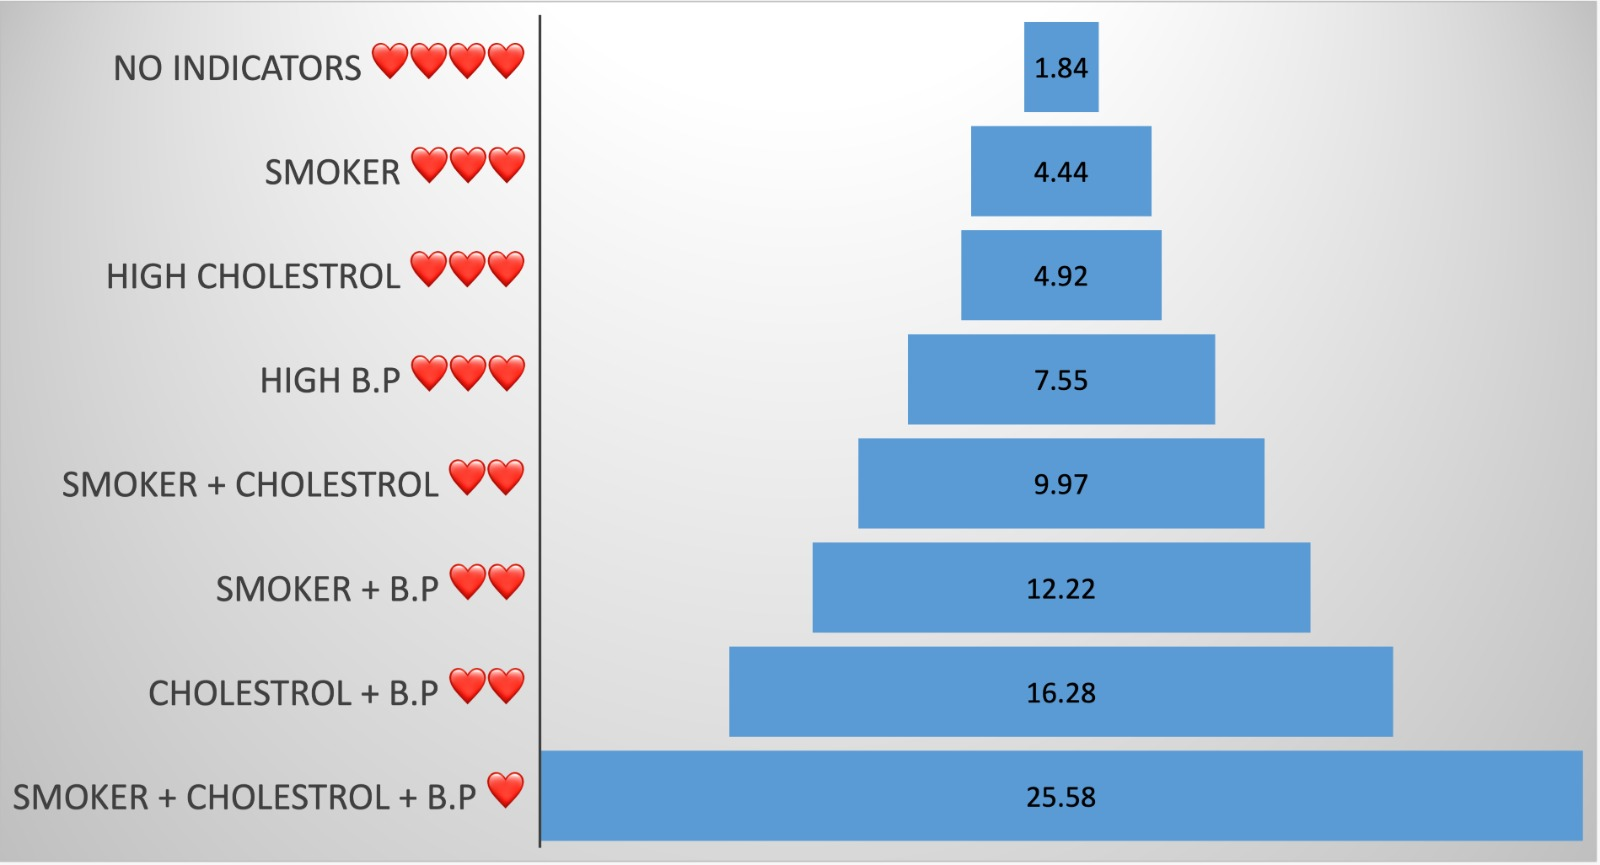 NO INDICATORS ❤️❤️❤️❤️ 1.84
SMOKER ❤️❤️❤️ 4.44
HIGH CHOLESTROL ❤️❤️❤️ 4.92
HIGH B.P ❤️❤️❤️ 7.55
SMOKER + CHOLESTROL ❤️❤️ 9.97
SMOKER + B.P ❤️❤️ 12.22
CHOLESTROL + B.P ❤️❤️ 16.28
SMOKER + CHOLESTROL + B.P ❤️ 25.58